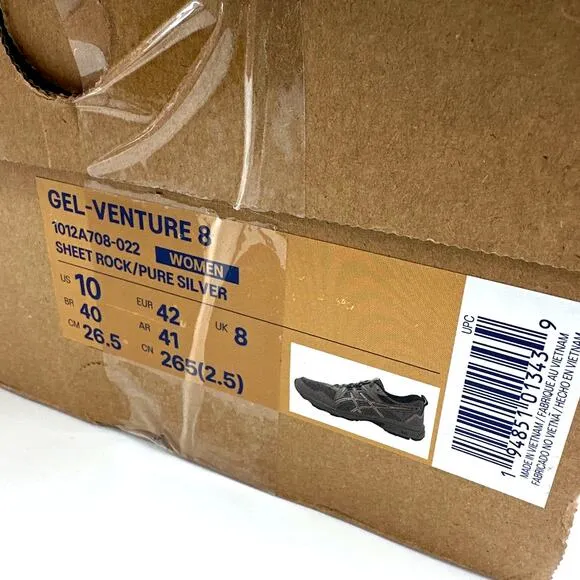 GEL-VENTURE 8
1012A708-022 WOMEN
SHEET ROCK/PURE SILVER
US 10 EUR 42 UK 8
BR 40 AR 41
CM 26.5 CN 265(2.5)
UPC
1 94851 01343 9
MADE IN VIETNAM / FABRIQUE AU VIETNAM
FABRICADO NO VIETNÃ / HECHO EN VIETNAM